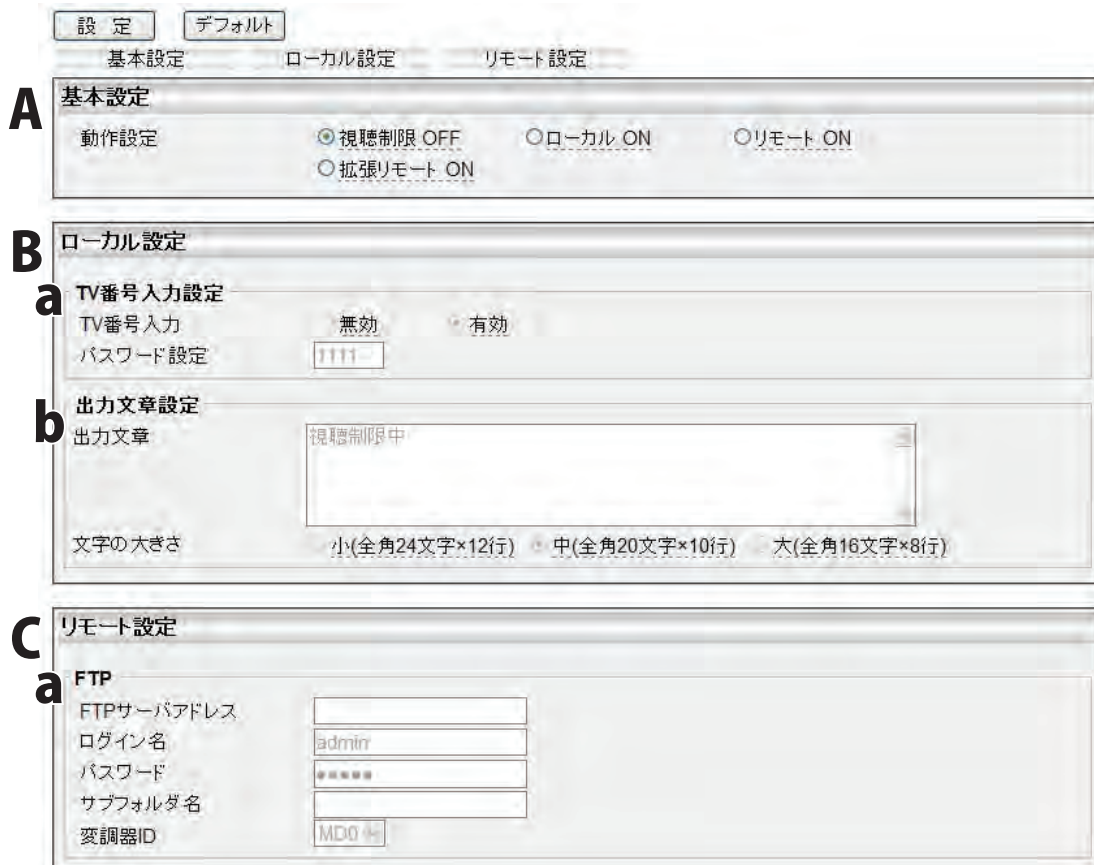 設 定 デフォルト
基本設定 ローカル設定 リモート設定
A 基本設定
動作設定 視聴制限 OFF ローカル ON リモート ON
拡張リモート ON
B ローカル設定
a TV番号入力設定
TV番号入力 無効 有効
パスワード設定 1111
b 出力文章設定
出力文章 視聴制限中
文字の大きさ 小(全角24文字×12行) 中(全角20文字×10行) 大(全角16文字×8行)
C リモート設定
a FTP
FTPサーバアドレス
ログイン名 admin
パスワード •••••
サブフォルダ名
変調器ID MD0